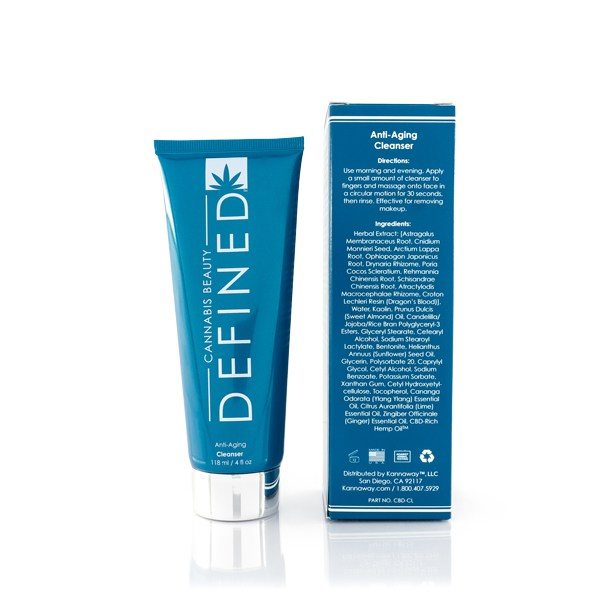 CANNABIS BEAUTY
DEFINED
Anti-Aging
Cleanser
118 ml / 4 fl oz
Anti-Aging
Cleanser
Directions:
Use morning and evening. Apply
a small amount of cleanser to
fingers and massage onto face in
a circular motion for 30 seconds,
then rinse. Effective for removing
makeup.
Ingredients:
Herbal Extract: [Astragalus
Membranaceus Root, Cnidium
Monnieri Seed, Arctium Lappa
Root, Ophiopogon Japonicus
Root, Drynaria Rhizome, Poria
Cocos Scleratium, Rehmannia
Chinensis Root, Schisandrae
Chinensis Root, Atractylodis
Macrocephalae Rhizome, Croton
Lechleri Resin (Dragon's Blood)],
Water, Kaolin, Prunus Dulcis
(Sweet Almond) Oil, Candelilla/
Jojoba/Rice Bran Polyglyceryl-3
Esters, Glyceryl Stearate, Cetearyl
Alcohol, Sodium Stearoyl
Lactylate, Bentonite, Helianthus
Annuus (Sunflower) Seed Oil,
Glycerin, Polysorbate 20, Caprylyl
Glycol, Cetyl Alcohol, Sodium
Benzoate, Potassium Sorbate,
Xanthan Gum, Cetyl Hydroxyetyl-
cellulose, Tocopherol, Cananga
Odorata (Ylang Ylang) Essential
Oil, Citrus Aurantifolia (Lime)
Essential Oil, Zingiber Officinale
(Ginger) Essential Oil, CBD-Rich
Hemp Oil™
Distributed by Kannaway™, LLC
San Diego, CA 92117
Kannaway.com / 1.800.407.5929
PART NO. CBD-CL